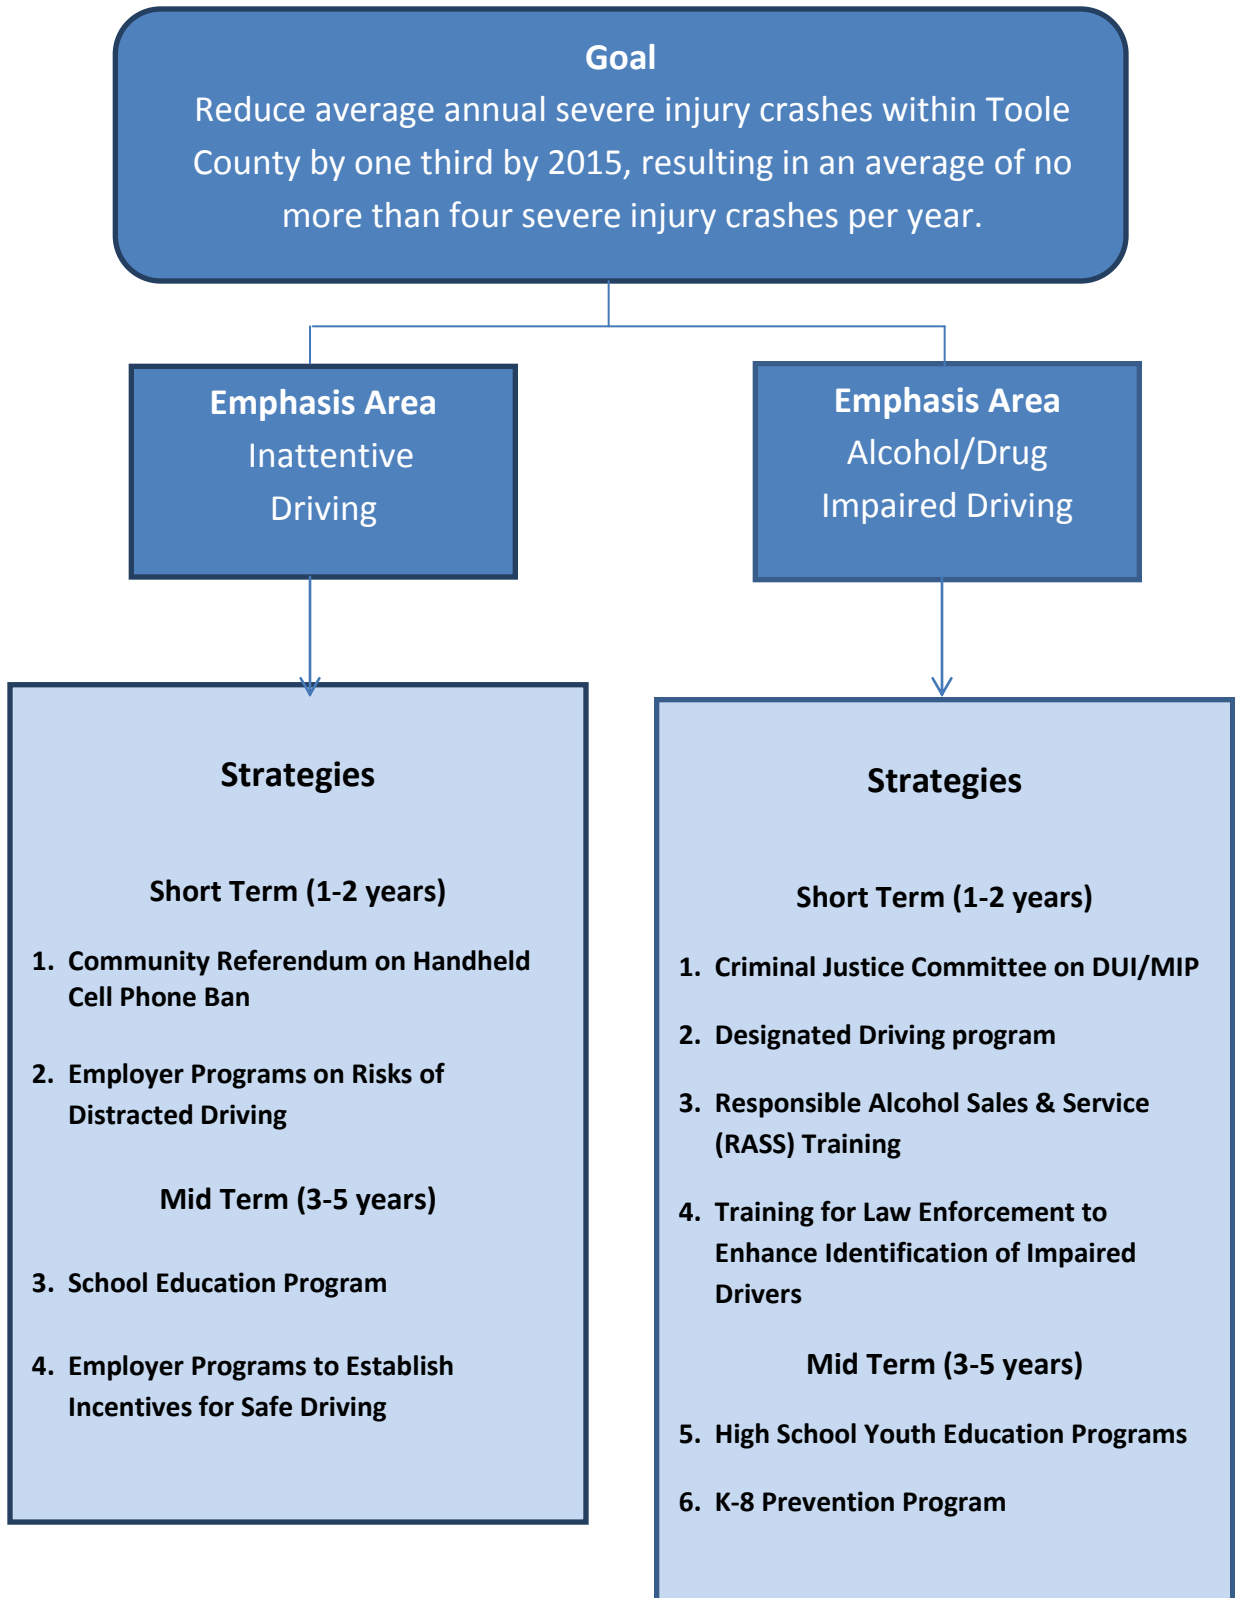 Goal
Reduce average annual severe injury crashes within Toole
County by one third by 2015, resulting in an average of no
more than four severe injury crashes per year.
Emphasis Area
Inattentive
Driving
Emphasis Area
Alcohol/Drug
Impaired Driving
Strategies
Short Term (1-2 years)
1. Community Referendum on Handheld
Cell Phone Ban
2. Employer Programs on Risks of
Distracted Driving
Mid Term (3-5 years)
3. School Education Program
4. Employer Programs to Establish
Incentives for Safe Driving
Strategies
Short Term (1-2 years)
1. Criminal Justice Committee on DUI/MIP
2. Designated Driving program
3. Responsible Alcohol Sales & Service
(RASS) Training
4. Training for Law Enforcement to
Enhance Identification of Impaired
Drivers
Mid Term (3-5 years)
5. High School Youth Education Programs
6. K-8 Prevention Program